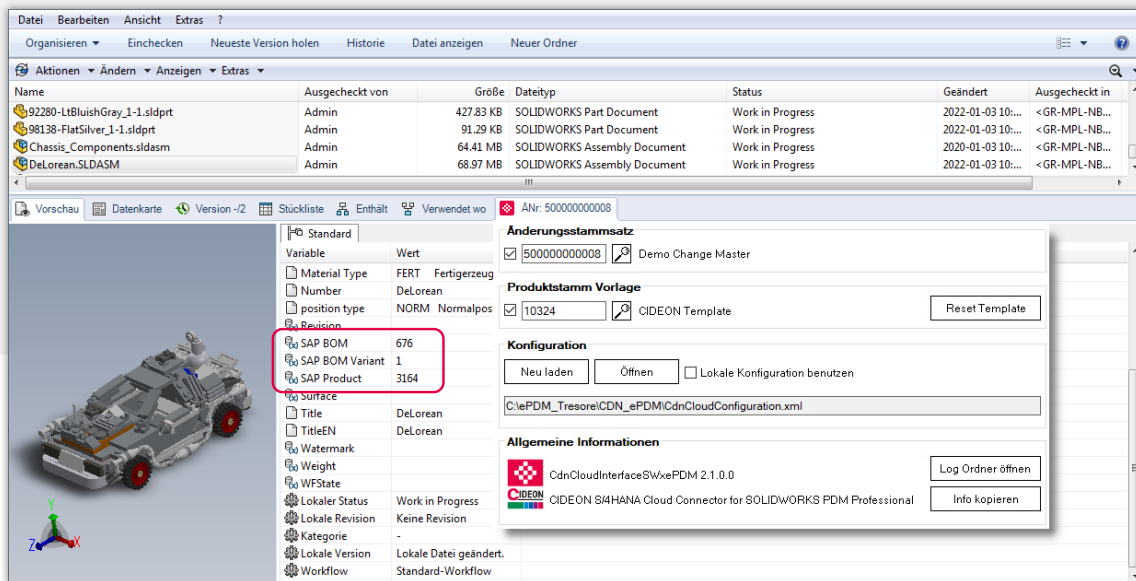 Datei Bearbeiten Ansicht Extras ?
Organisieren Einchecken Neueste Version holen Historie Datei anzeigen Neuer Ordner
Aktionen Ändern Anzeigen Extras
Name Ausgecheckt von Größe Dateityp Status Geändert Ausgecheckt in
92280-LtBluishGray_1-1.sldprt Admin 427.83 KB SOLIDWORKS Part Document Work in Progress 2022-01-03 10:... <GR-MPL-NB...
98138-FlatSilver_1-1.sldprt Admin 91.29 KB SOLIDWORKS Part Document Work in Progress 2022-01-03 10:... <GR-MPL-NB...
Chassis_Components.sldasm Admin 64.41 MB SOLIDWORKS Assembly Document Work in Progress 2020-01-03 10:... <GR-MPL-NB...
DeLorean.SLDASM Admin 68.97 MB SOLIDWORKS Assembly Document Work in Progress 2022-01-03 10:... <GR-MPL-NB...
Vorschau Datenkarte Version -/2 Stückliste Enthält Verwendet wo ÄNr: 500000000008
Standard
Variable Wert
Material Type FERT Fertigerzeug
Number DeLorean
position type NORM Normalpos
Revision
SAP BOM 676
SAP BOM Variant 1
SAP Product 3164
Surface
Title DeLorean
TitleEN DeLorean
Watermark
Weight
WFState
Lokaler Status Work in Progress
Lokale Revision Keine Revision
Kategorie -
Lokale Version Lokale Datei geändert.
Workflow Standard-Workflow
Änderungsstammsatz
500000000008 Demo Change Master
Produktstamm Vorlage
10324 CIDEON Template Reset Template
Konfiguration
Neu laden Öffnen Lokale Konfiguration benutzen
C:\ePDM_Tresore\CDN_ePDM\CdnCloudConfiguration.xml
Allgemeine Informationen
CdnCloudInterfaceSWxePDM 2.1.0.0 Log Ordner öffnen
CIDEON CIDEON S/4HANA Cloud Connector for SOLIDWORKS PDM Professional Info kopieren
Y
Z X